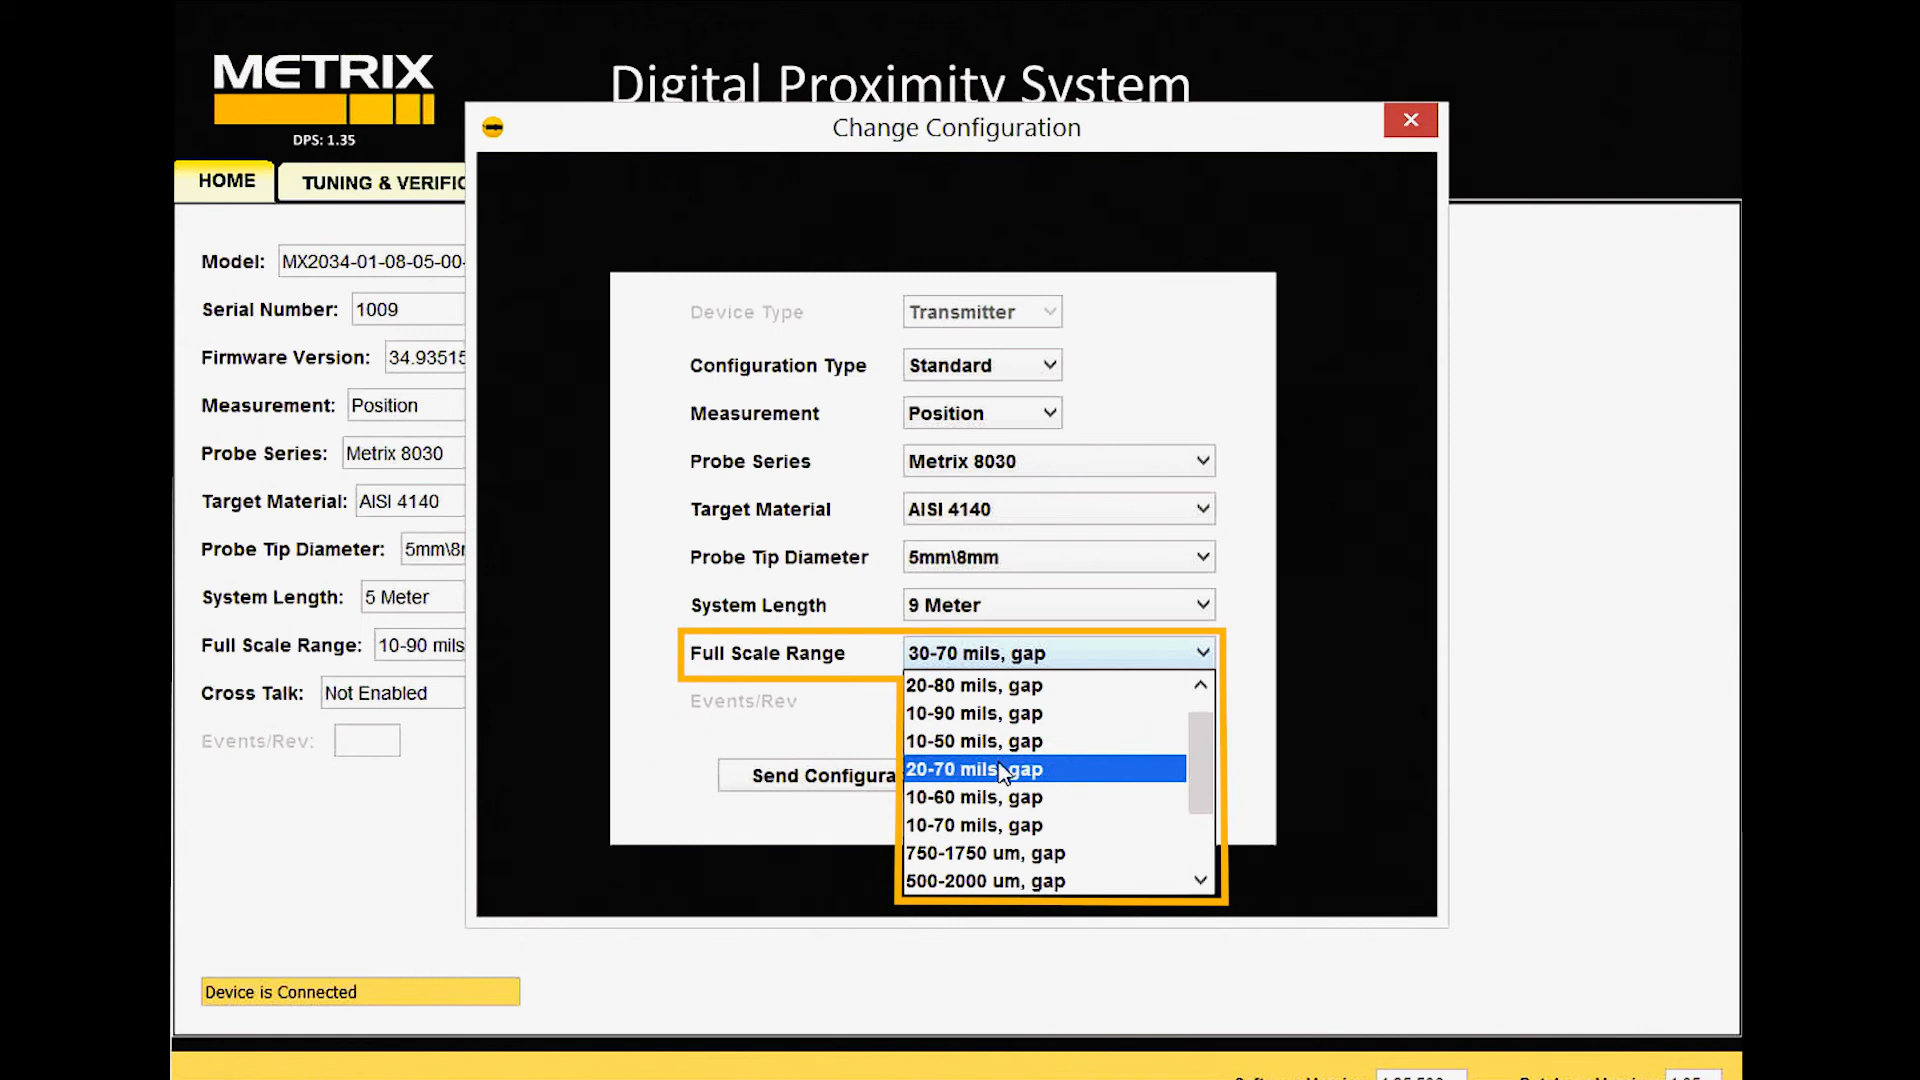 METRIX
DPS: 1.35
Digital Proximity System
Change Configuration
HOME
TUNING & VERIFIC
Model: MX2034-01-08-05-00-
Serial Number: 1009
Firmware Version: 34.93515
Measurement: Position
Probe Series: Metrix 8030
Target Material: AISI 4140
Probe Tip Diameter: 5mm\8m
System Length: 5 Meter
Full Scale Range: 10-90 mils
Cross Talk: Not Enabled
Events/Rev:
Device Type Transmitter
Configuration Type Standard
Measurement Position
Probe Series Metrix 8030
Target Material AISI 4140
Probe Tip Diameter 5mm\8mm
System Length 9 Meter
Full Scale Range 30-70 mils, gap
20-80 mils, gap
Events/Rev
10-90 mils, gap
10-50 mils, gap
20-70 mils, gap
Send Configura
10-60 mils, gap
10-70 mils, gap
750-1750 um, gap
500-2000 um, gap
Device is Connected